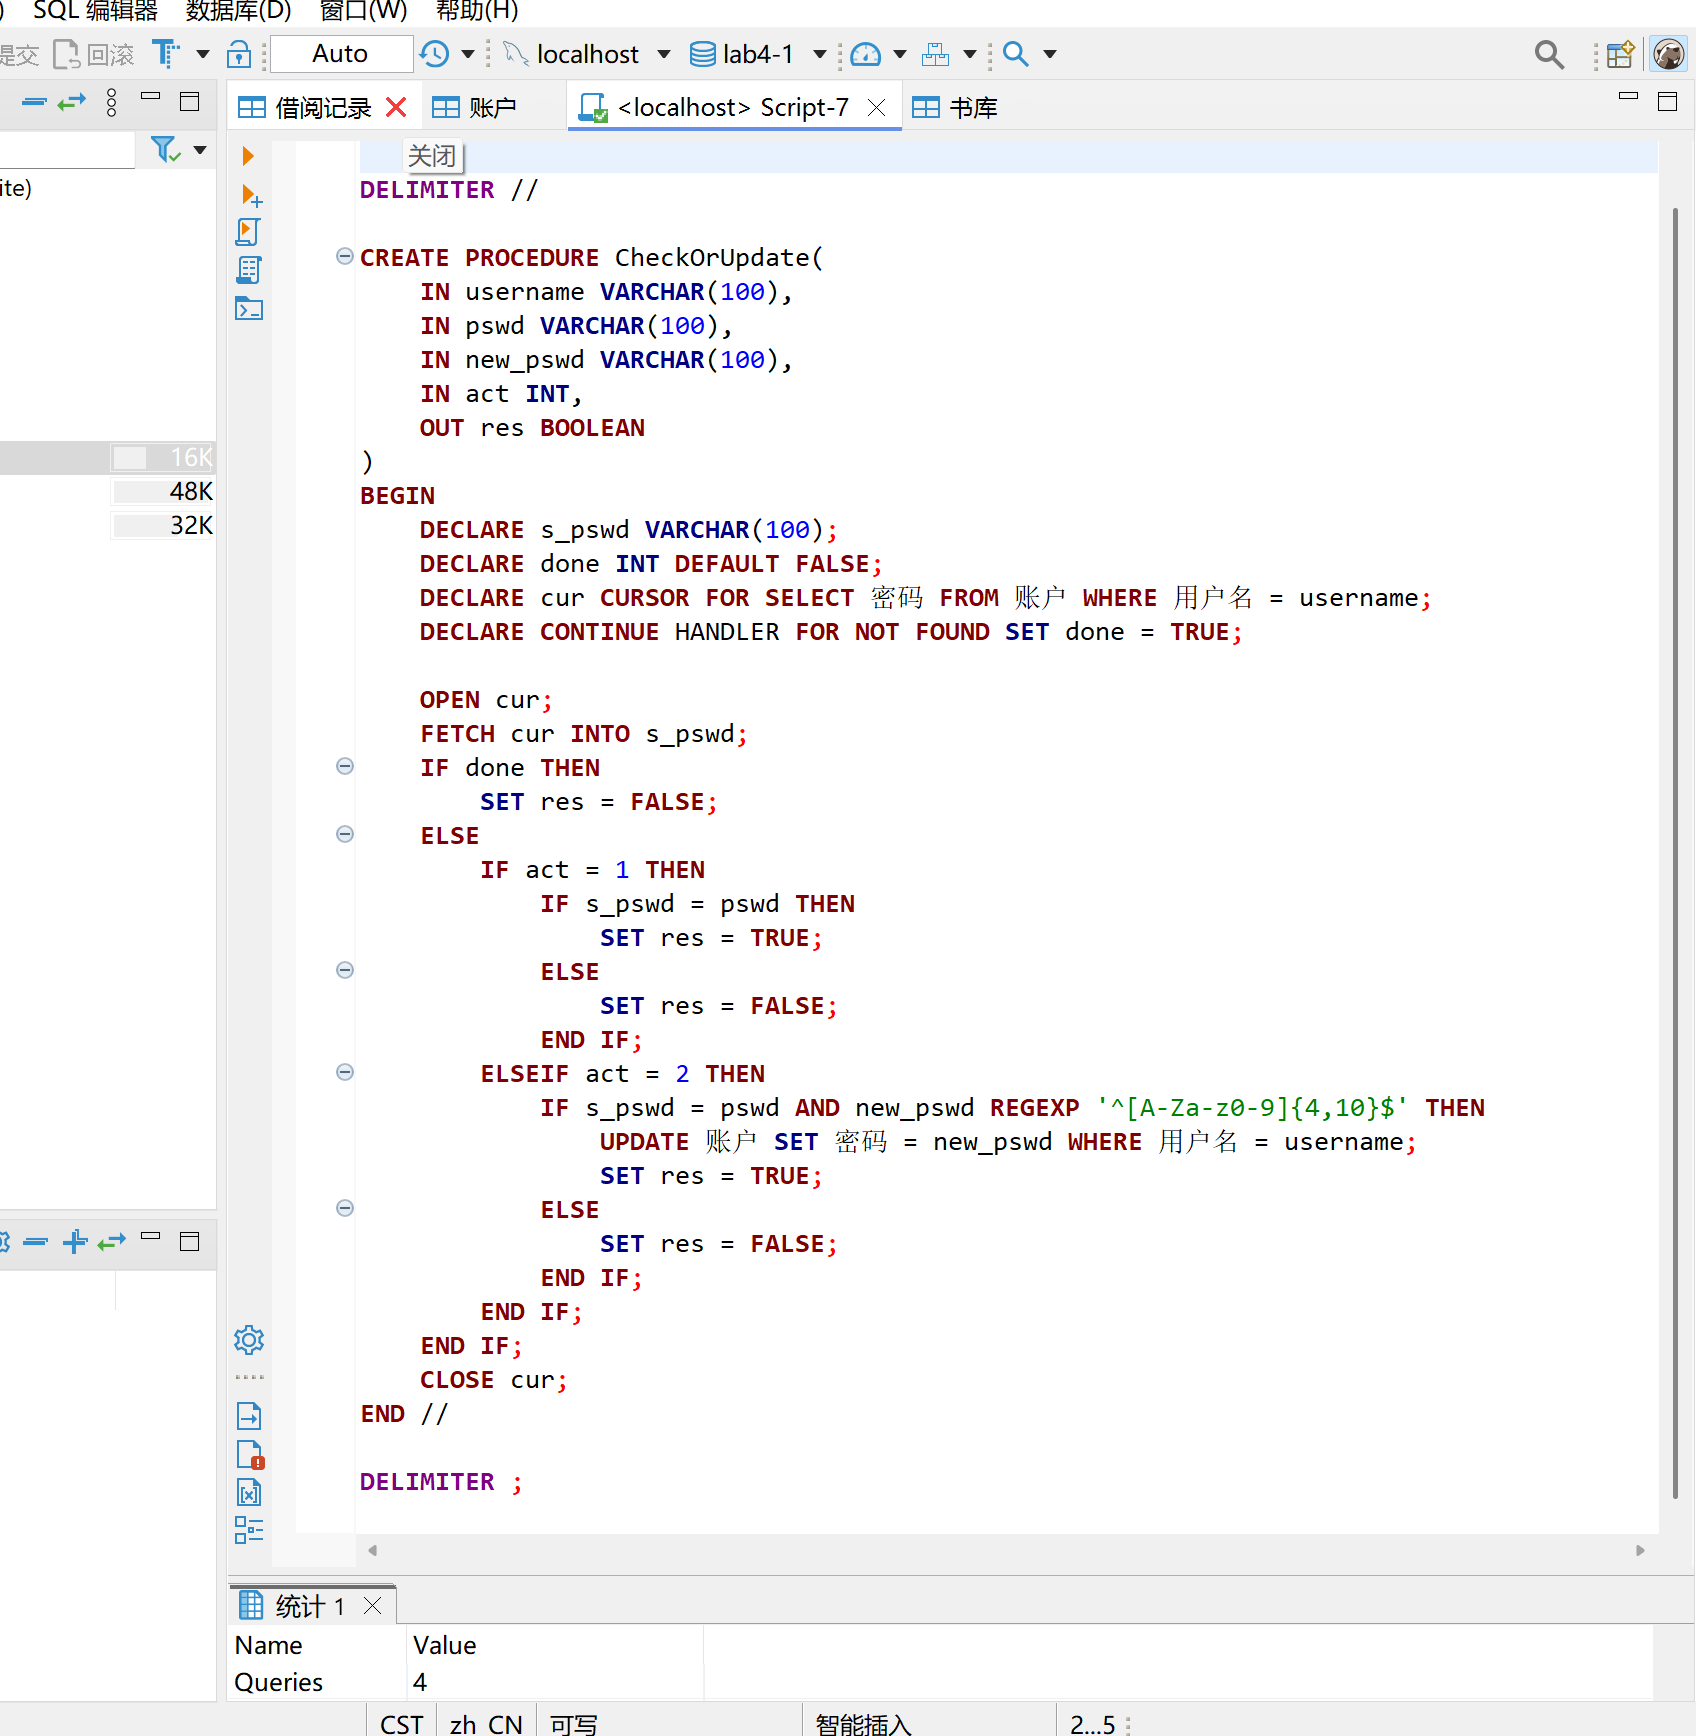 ) SQL 编辑器 数据库(D) 窗口(W) 帮助(H)
提交 回滚 T Auto localhost lab4-1
借阅记录 账户 <localhost> Script-7 书库
关闭
ite)
DELIMITER //
CREATE PROCEDURE CheckOrUpdate(
IN username VARCHAR(100),
IN pswd VARCHAR(100),
IN new_pswd VARCHAR(100),
IN act INT,
OUT res BOOLEAN
)
BEGIN
DECLARE s_pswd VARCHAR(100);
DECLARE done INT DEFAULT FALSE;
DECLARE cur CURSOR FOR SELECT 密码 FROM 账户 WHERE 用户名 = username;
DECLARE CONTINUE HANDLER FOR NOT FOUND SET done = TRUE;
OPEN cur;
FETCH cur INTO s_pswd;
IF done THEN
SET res = FALSE;
ELSE
IF act = 1 THEN
IF s_pswd = pswd THEN
SET res = TRUE;
ELSE
SET res = FALSE;
END IF;
ELSEIF act = 2 THEN
IF s_pswd = pswd AND new_pswd REGEXP '^[A-Za-z0-9]{4,10}$' THEN
UPDATE 账户 SET 密码 = new_pswd WHERE 用户名 = username;
SET res = TRUE;
ELSE
SET res = FALSE;
END IF;
END IF;
END IF;
CLOSE cur;
END //
DELIMITER ;
16K
48K
32K
统计 1
Name Value
Queries 4
CST zh_CN 可写 智能插入 2...5